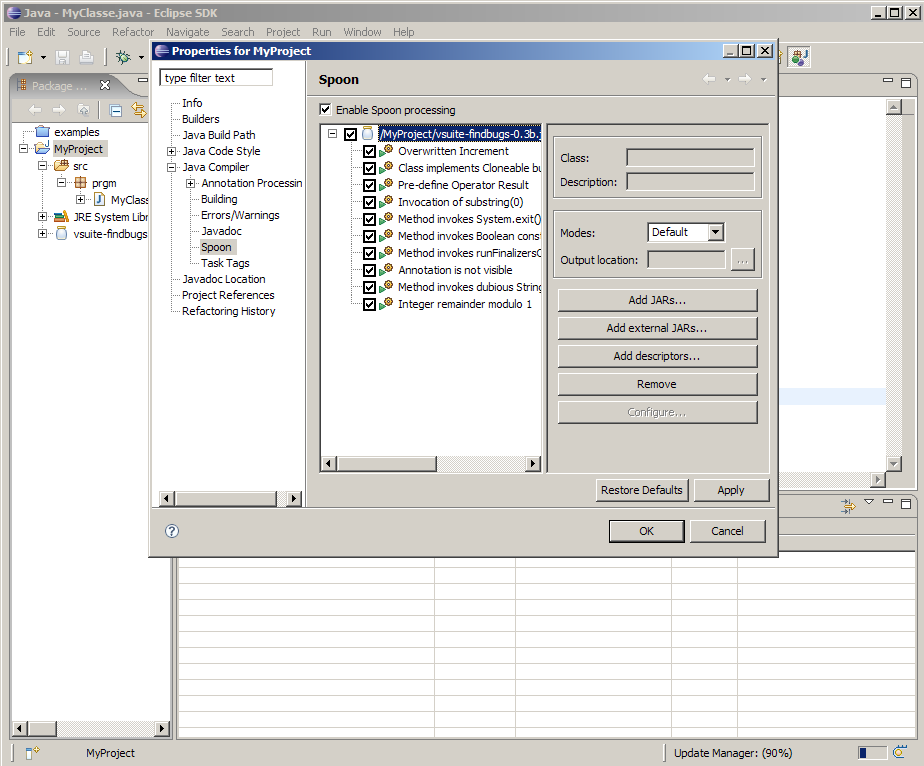 Java - MyClasse.java - Eclipse SDK
File Edit Source Refactor Navigate Search Project Run Window Help
Properties for MyProject
Package ...
examples
MyProject
src
prgm
MyClass
JRE System Libr
vsuite-findbugs
type filter text
Info
Builders
Java Build Path
Java Code Style
Java Compiler
Annotation Processin
Building
Errors/Warnings
Javadoc
Spoon
Task Tags
Javadoc Location
Project References
Refactoring History
Spoon
Enable Spoon processing
/MyProject/vsuite-findbugs-0.3b.j
Overwritten Increment
Class implements Cloneable bu
Pre-define Operator Result
Invocation of substring(0)
Method invokes System.exit()
Method invokes Boolean const
Method invokes runFinalizersO
Annotation is not visible
Method invokes dubious String
Integer remainder modulo 1
Class:
Description:
Modes: Default
Output location: ...
Add JARs...
Add external JARs...
Add descriptors...
Remove
Configure...
Restore Defaults Apply
OK Cancel
MyProject
Update Manager: (90%)